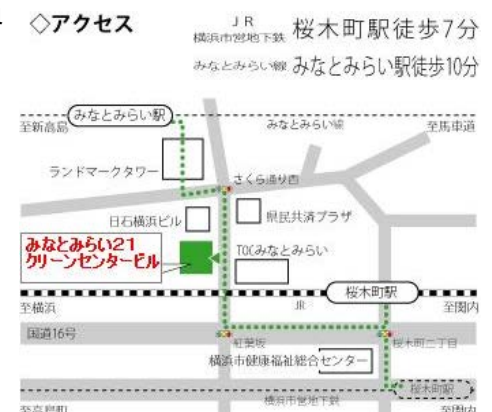 ◇アクセス
JR
横浜市営地下鉄 桜木町駅徒歩7分
みなとみらい線 みなとみらい駅徒歩10分
みなとみらい駅
至新高島
みなとみらい線
至馬車道
ランドマークタワー
さくら通り西
日石横浜ビル
県民共済プラザ
みなとみらい21
クリーンセンタービル
TOCみなとみらい
桜木町駅
至横浜
JR
至関内
国道16号
紅葉坂
桜木町二丁目
横浜市健康福祉総合センター
桜木町駅
横浜市営地下鉄
至高島町
至関内